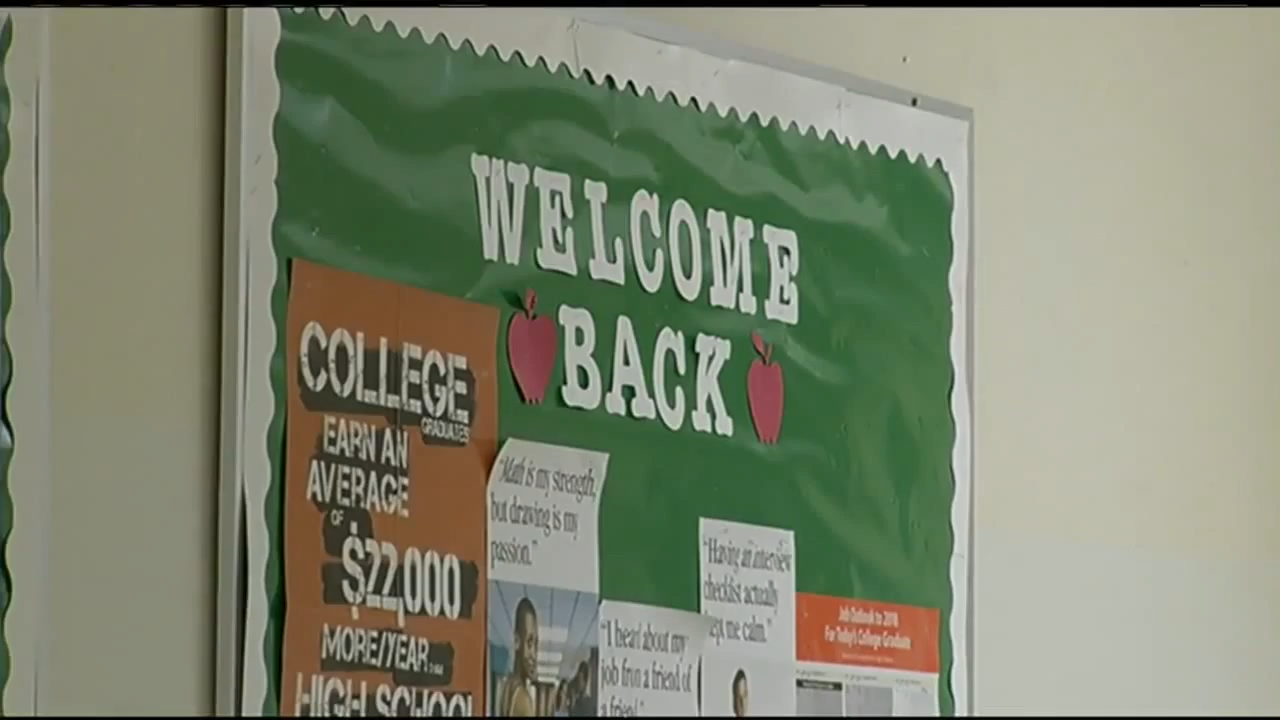 WELCOME
BACK
COLLEGE
GRADUATES
EARN AN
AVERAGE
OF
$22,000
MORE/YEAR
HIGH SCHOOL
"Math is my strength,
but drawing is my
passion."
"I heard about my
job from a friend of
a friend."
"Having an interview
checklist actually
kept me calm."
Job Outlook to 2018
For Today's College Graduate